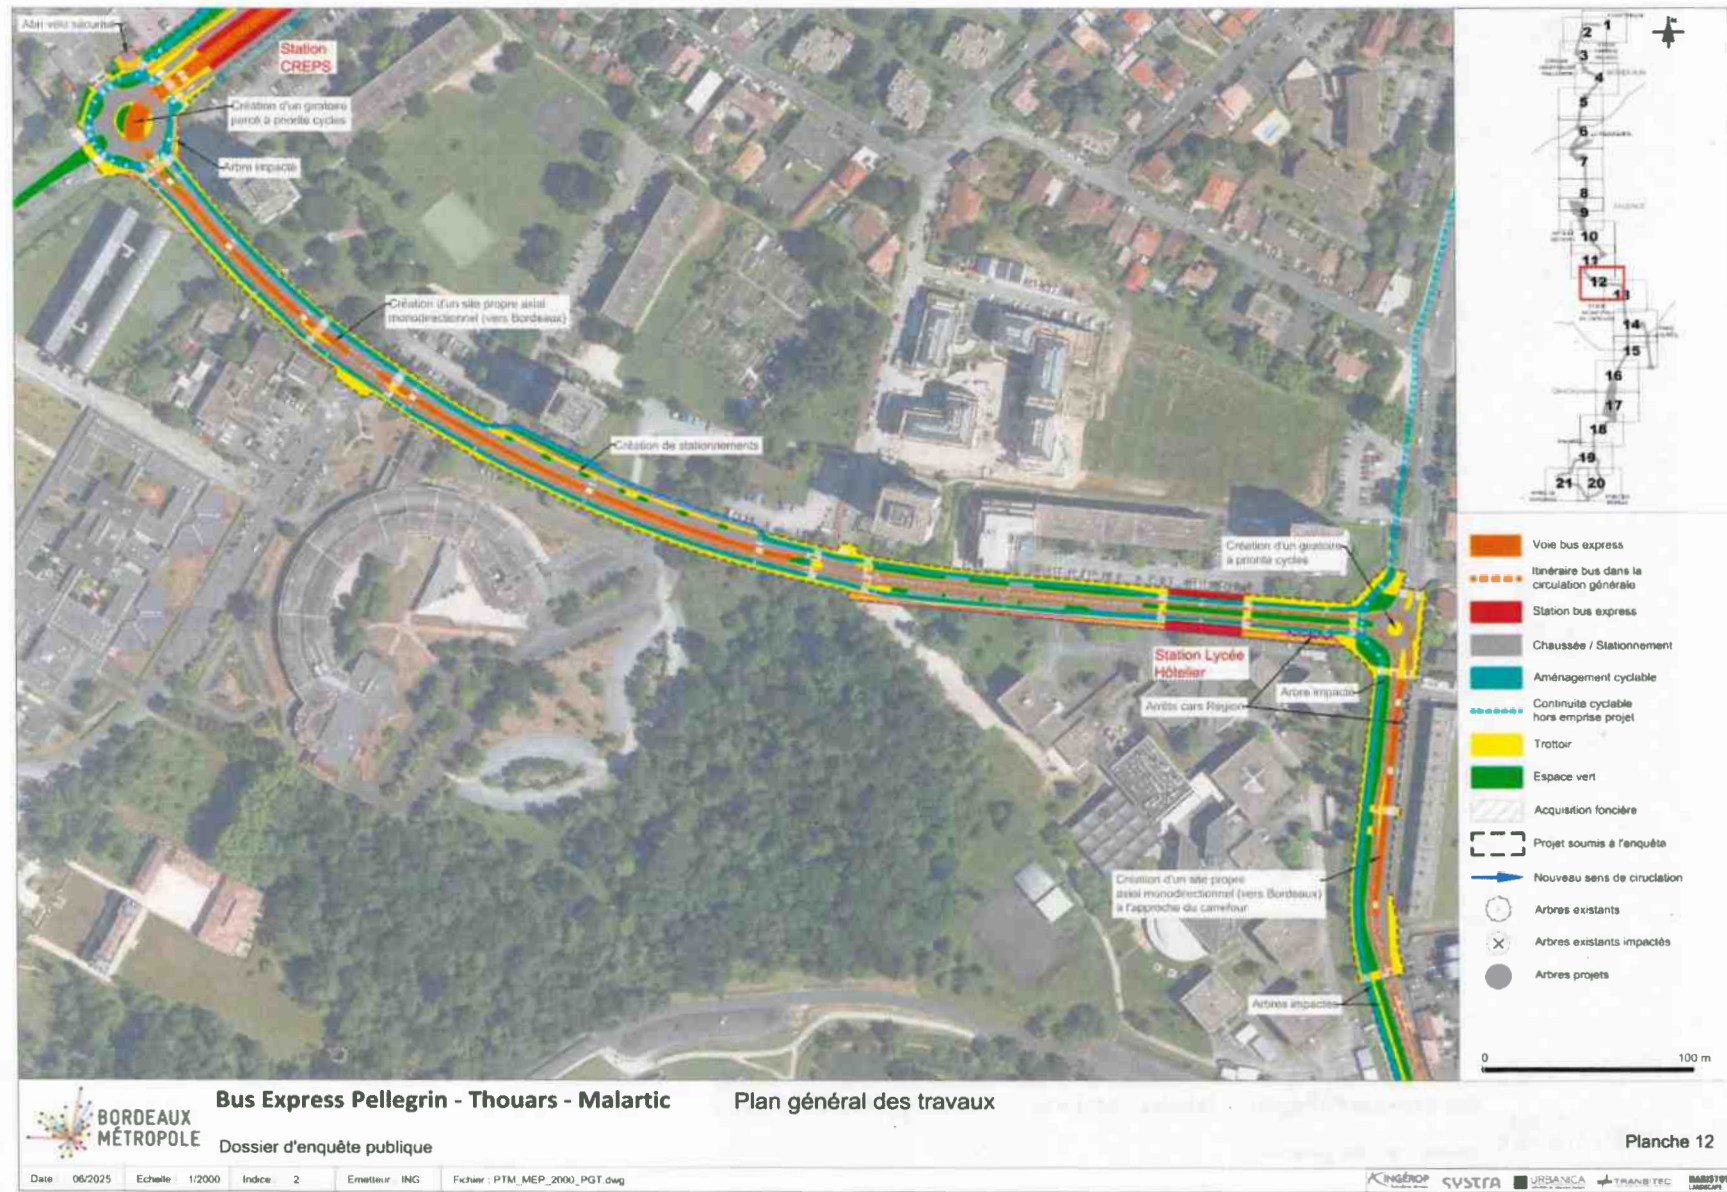 Abri vélo sécurisé
Station
CREPS
Création d'un giratoire
percé à priorité cycles
Arbre impacté
Création d'un site propre axial
monodirectionnel (vers Bordeaux)
Création de stationnements
Création d'un giratoire
à priorité cycles
Station Lycée
Hôtelier
Arbre impacté
Arrêts cars Région
Création d'un site propre
axial monodirectionnel (vers Bordeaux)
à l'approche du carrefour
Arbres impactés
1
2
3
4
5
6
7
8
9
10
11
12
13
14
15
16
17
18
19
21
20
Voie bus express
Itinéraire bus dans la
circulation générale
Station bus express
Chaussée / Stationnement
Aménagement cyclable
Continuité cyclable
hors emprise projet
Trottoir
Espace vert
Acquisition foncière
Projet soumis à l'enquête
Nouveau sens de ciruclation
Arbres existants
Arbres existants impactés
Arbres projets
0 100 m
BORDEAUX
MÉTROPOLE
Bus Express Pellegrin - Thouars - Malartic Plan général des travaux
Dossier d'enquête publique
Planche 12
Date 06/2025 Echelle 1/2000 Indice 2 Emetteur ING Fichier : PTM_MEP_2000_PGT.dwg
INGÉROP SYSTRA URBANICA TRANSITEC